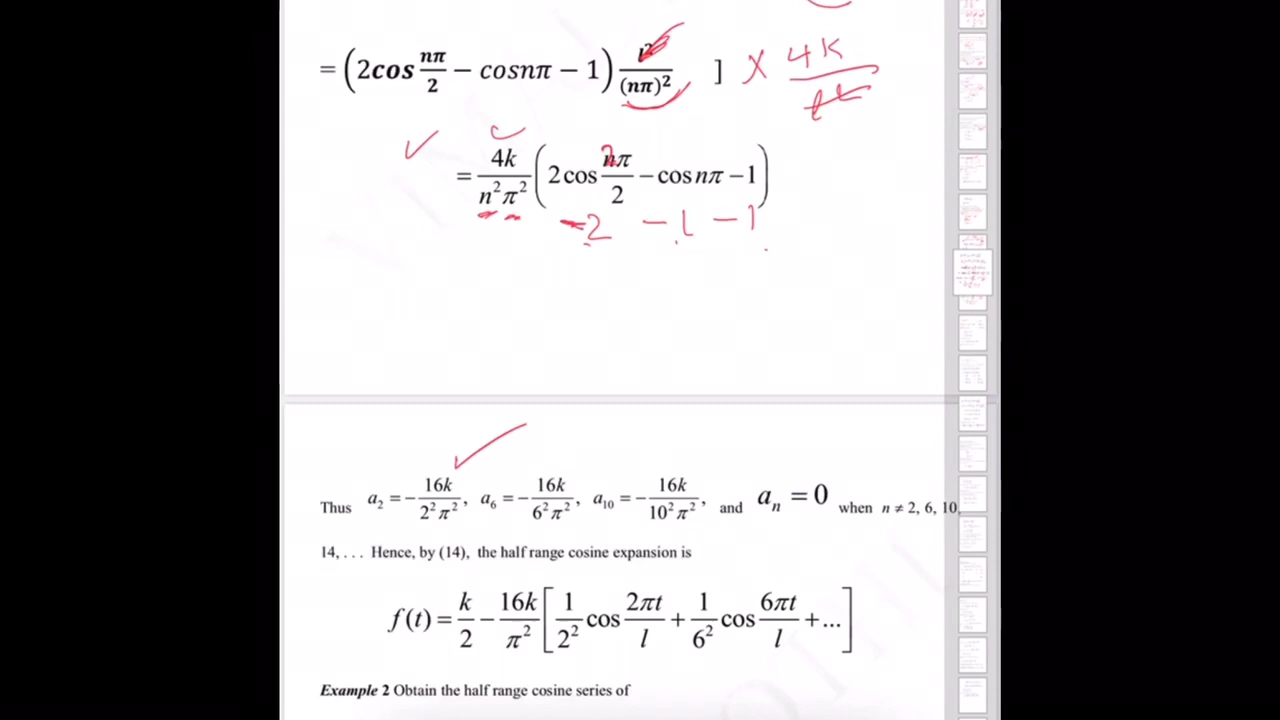 = (2cos nπ/2 − cosnπ − 1) l²/(nπ)² ] × 4k/l²
= 4k/n²π² (2cos nπ/2 − cos nπ − 1)
−2 −1 −1
Thus a₂ = − 16k/2²π², a₆ = − 16k/6²π², a₁₀ = − 16k/10²π², and aₙ = 0 when n ≠ 2, 6, 10,
14, . . . Hence, by (14), the half range cosine expansion is
f(t) = k/2 − 16k/π² [ 1/2² cos 2πt/l + 1/6² cos 6πt/l + ... ]
Example 2 Obtain the half range cosine series of